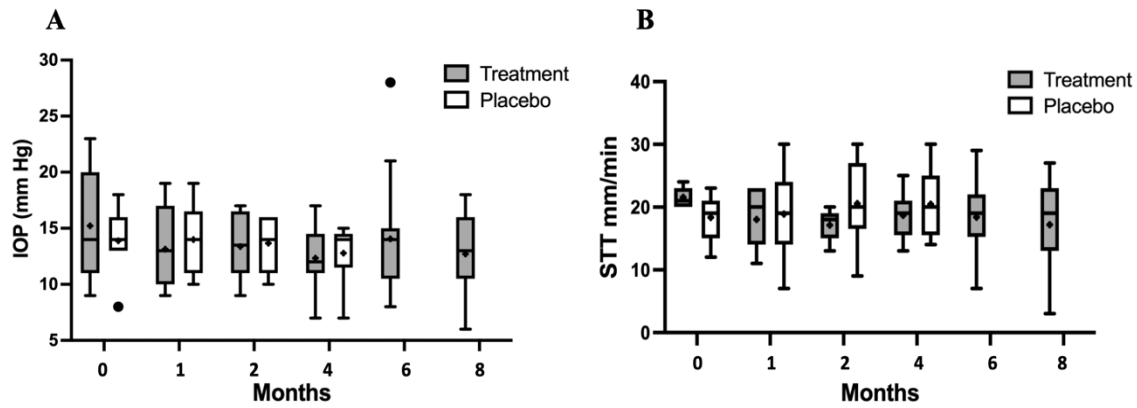 A
IOP (mm Hg)
30
25
20
15
10
5
0 1 2 4 6 8
Months
Treatment
Placebo
B
STT mm/min
40
30
20
10
0
0 1 2 4 6 8
Months
Treatment
Placebo